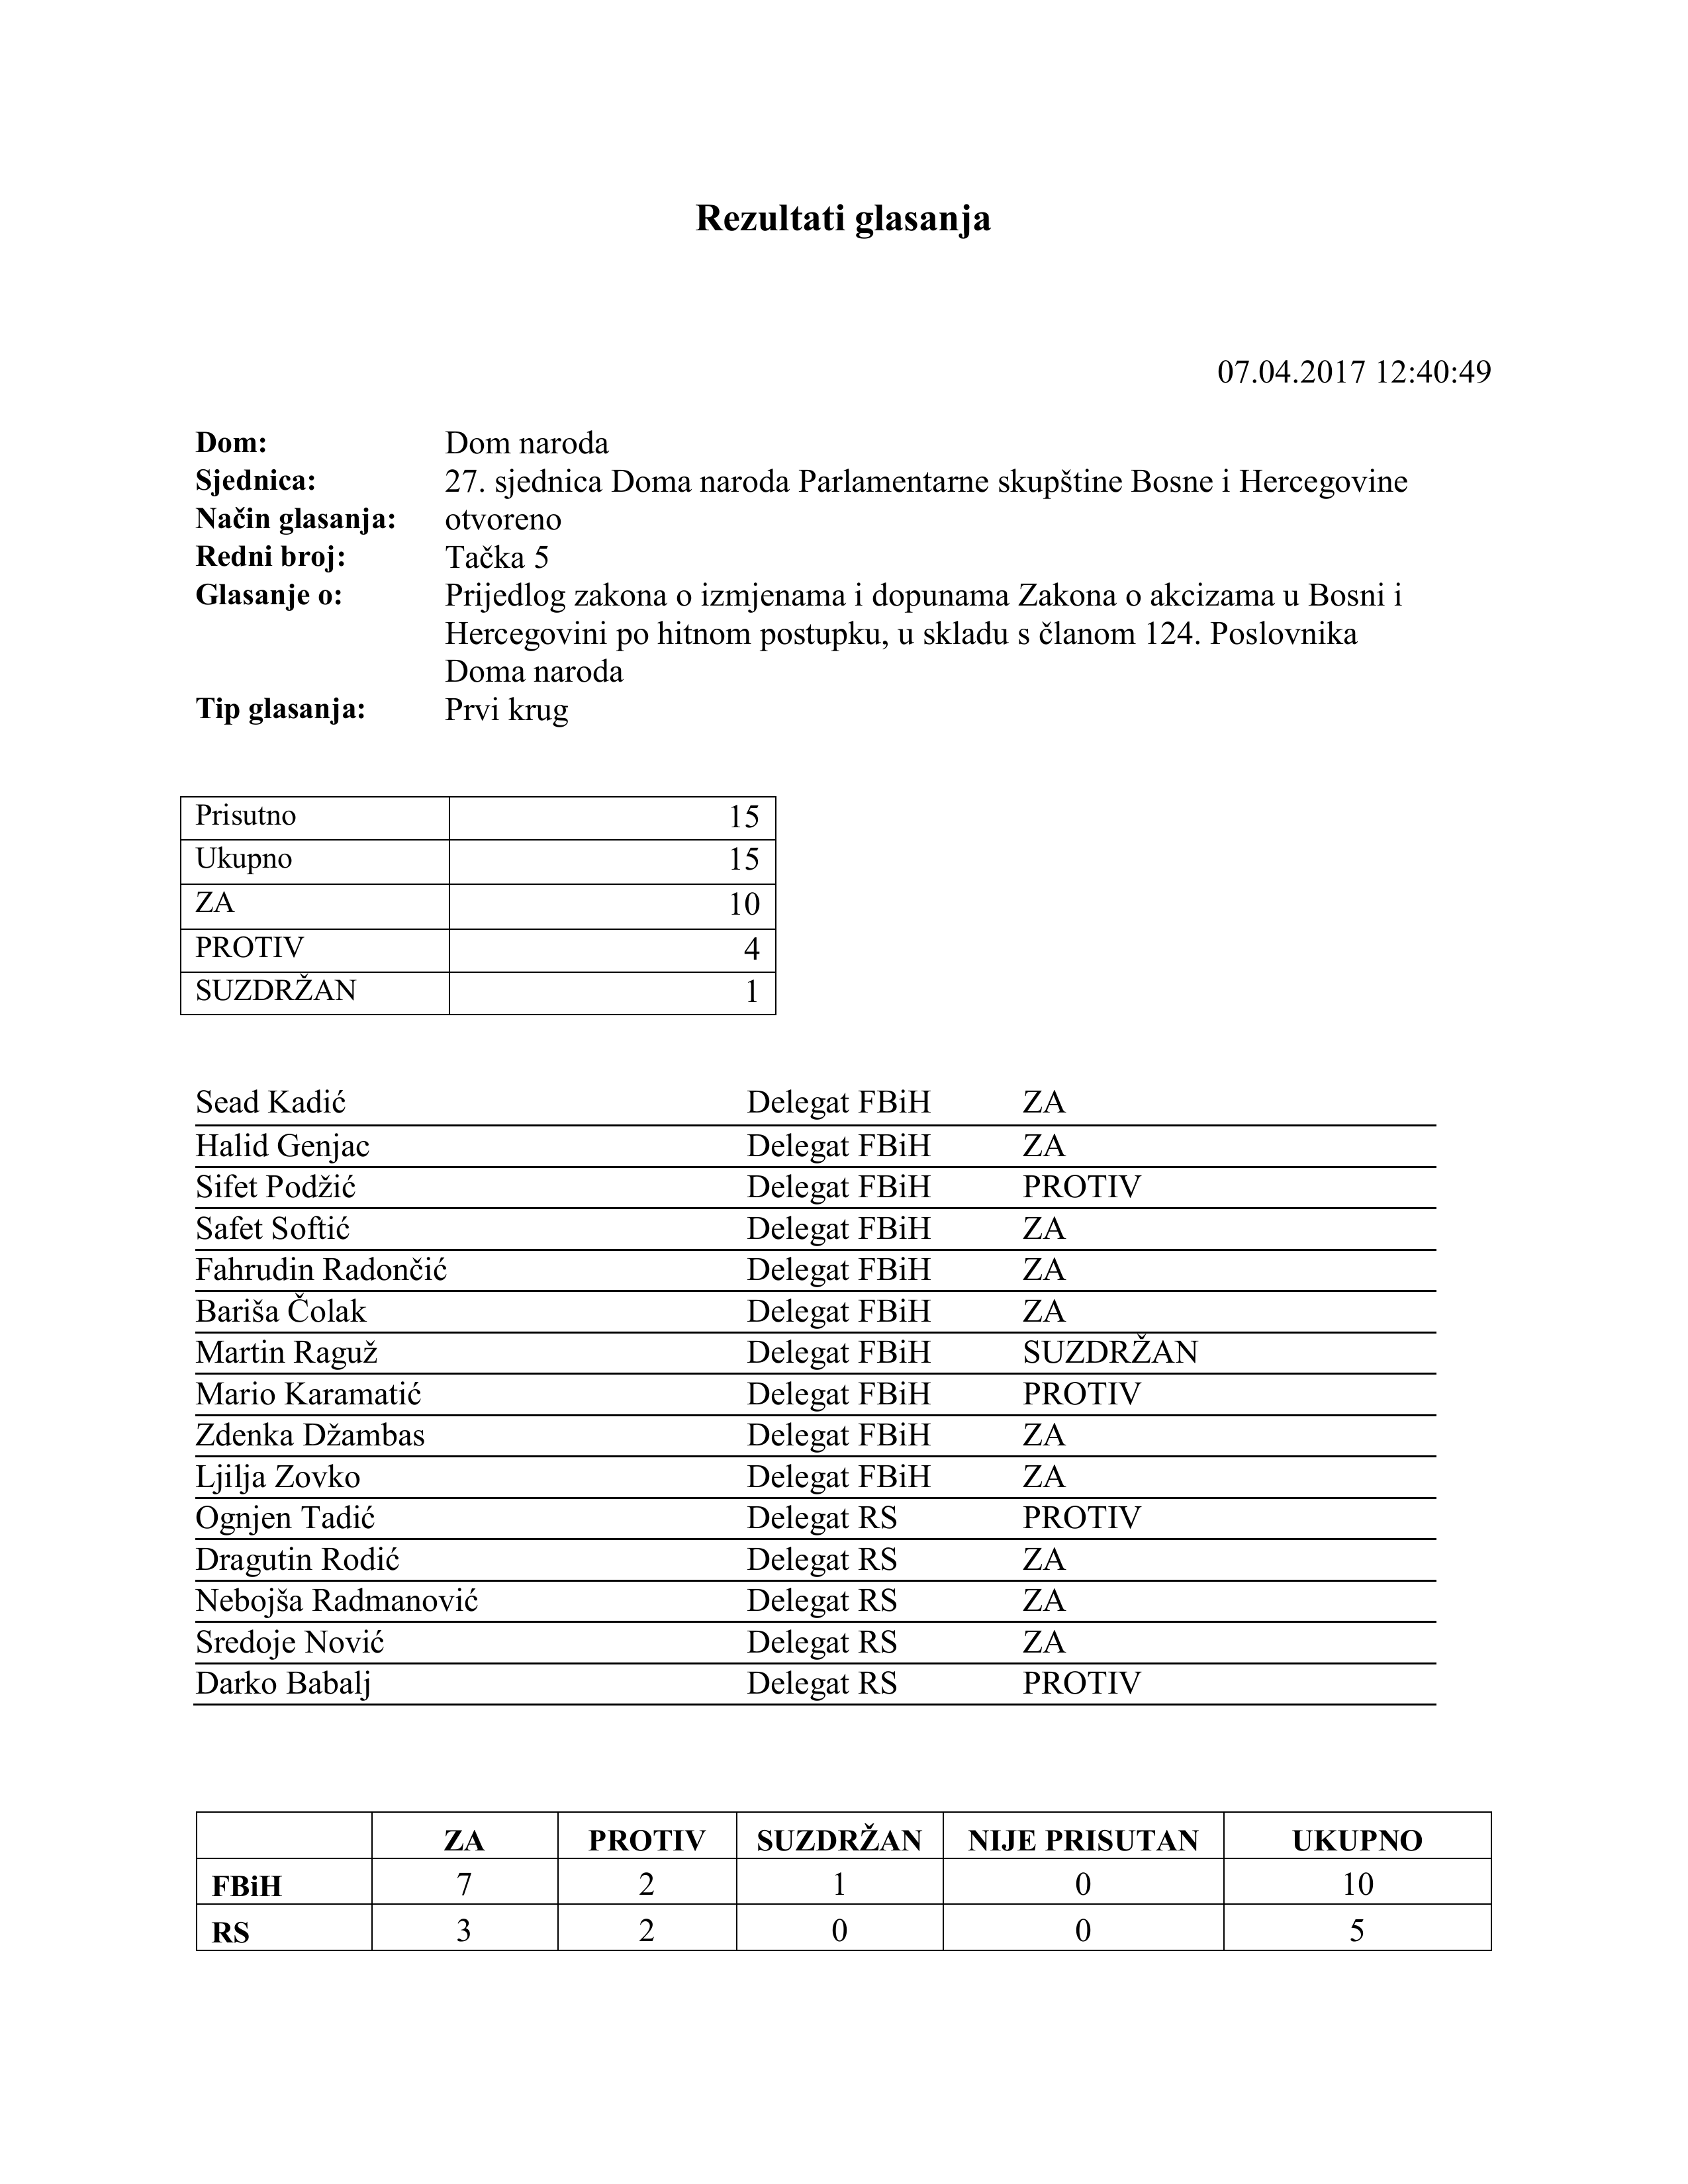 Rezultati glasanja
07.04.2017 12:40:49
Dom: Dom naroda
Sjednica: 27. sjednica Doma naroda Parlamentarne skupštine Bosne i Hercegovine
Način glasanja: otvoreno
Redni broj: Tačka 5
Glasanje o: Prijedlog zakona o izmjenama i dopunama Zakona o akcizama u Bosni i
Hercegovini po hitnom postupku, u skladu s članom 124. Poslovnika
Doma naroda
Tip glasanja: Prvi krug
Prisutno 15
Ukupno 15
ZA 10
PROTIV 4
SUZDRŽAN 1
Sead Kadić Delegat FBiH ZA
Halid Genjac Delegat FBiH ZA
Sifet Podžić Delegat FBiH PROTIV
Safet Softić Delegat FBiH ZA
Fahrudin Radončić Delegat FBiH ZA
Bariša Čolak Delegat FBiH ZA
Martin Raguž Delegat FBiH SUZDRŽAN
Mario Karamatić Delegat FBiH PROTIV
Zdenka Džambas Delegat FBiH ZA
Ljilja Zovko Delegat FBiH ZA
Ognjen Tadić Delegat RS PROTIV
Dragutin Rodić Delegat RS ZA
Nebojša Radmanović Delegat RS ZA
Sredoje Nović Delegat RS ZA
Darko Babalj Delegat RS PROTIV
ZA PROTIV SUZDRŽAN NIJE PRISUTAN UKUPNO
FBiH 7 2 1 0 10
RS 3 2 0 0 5